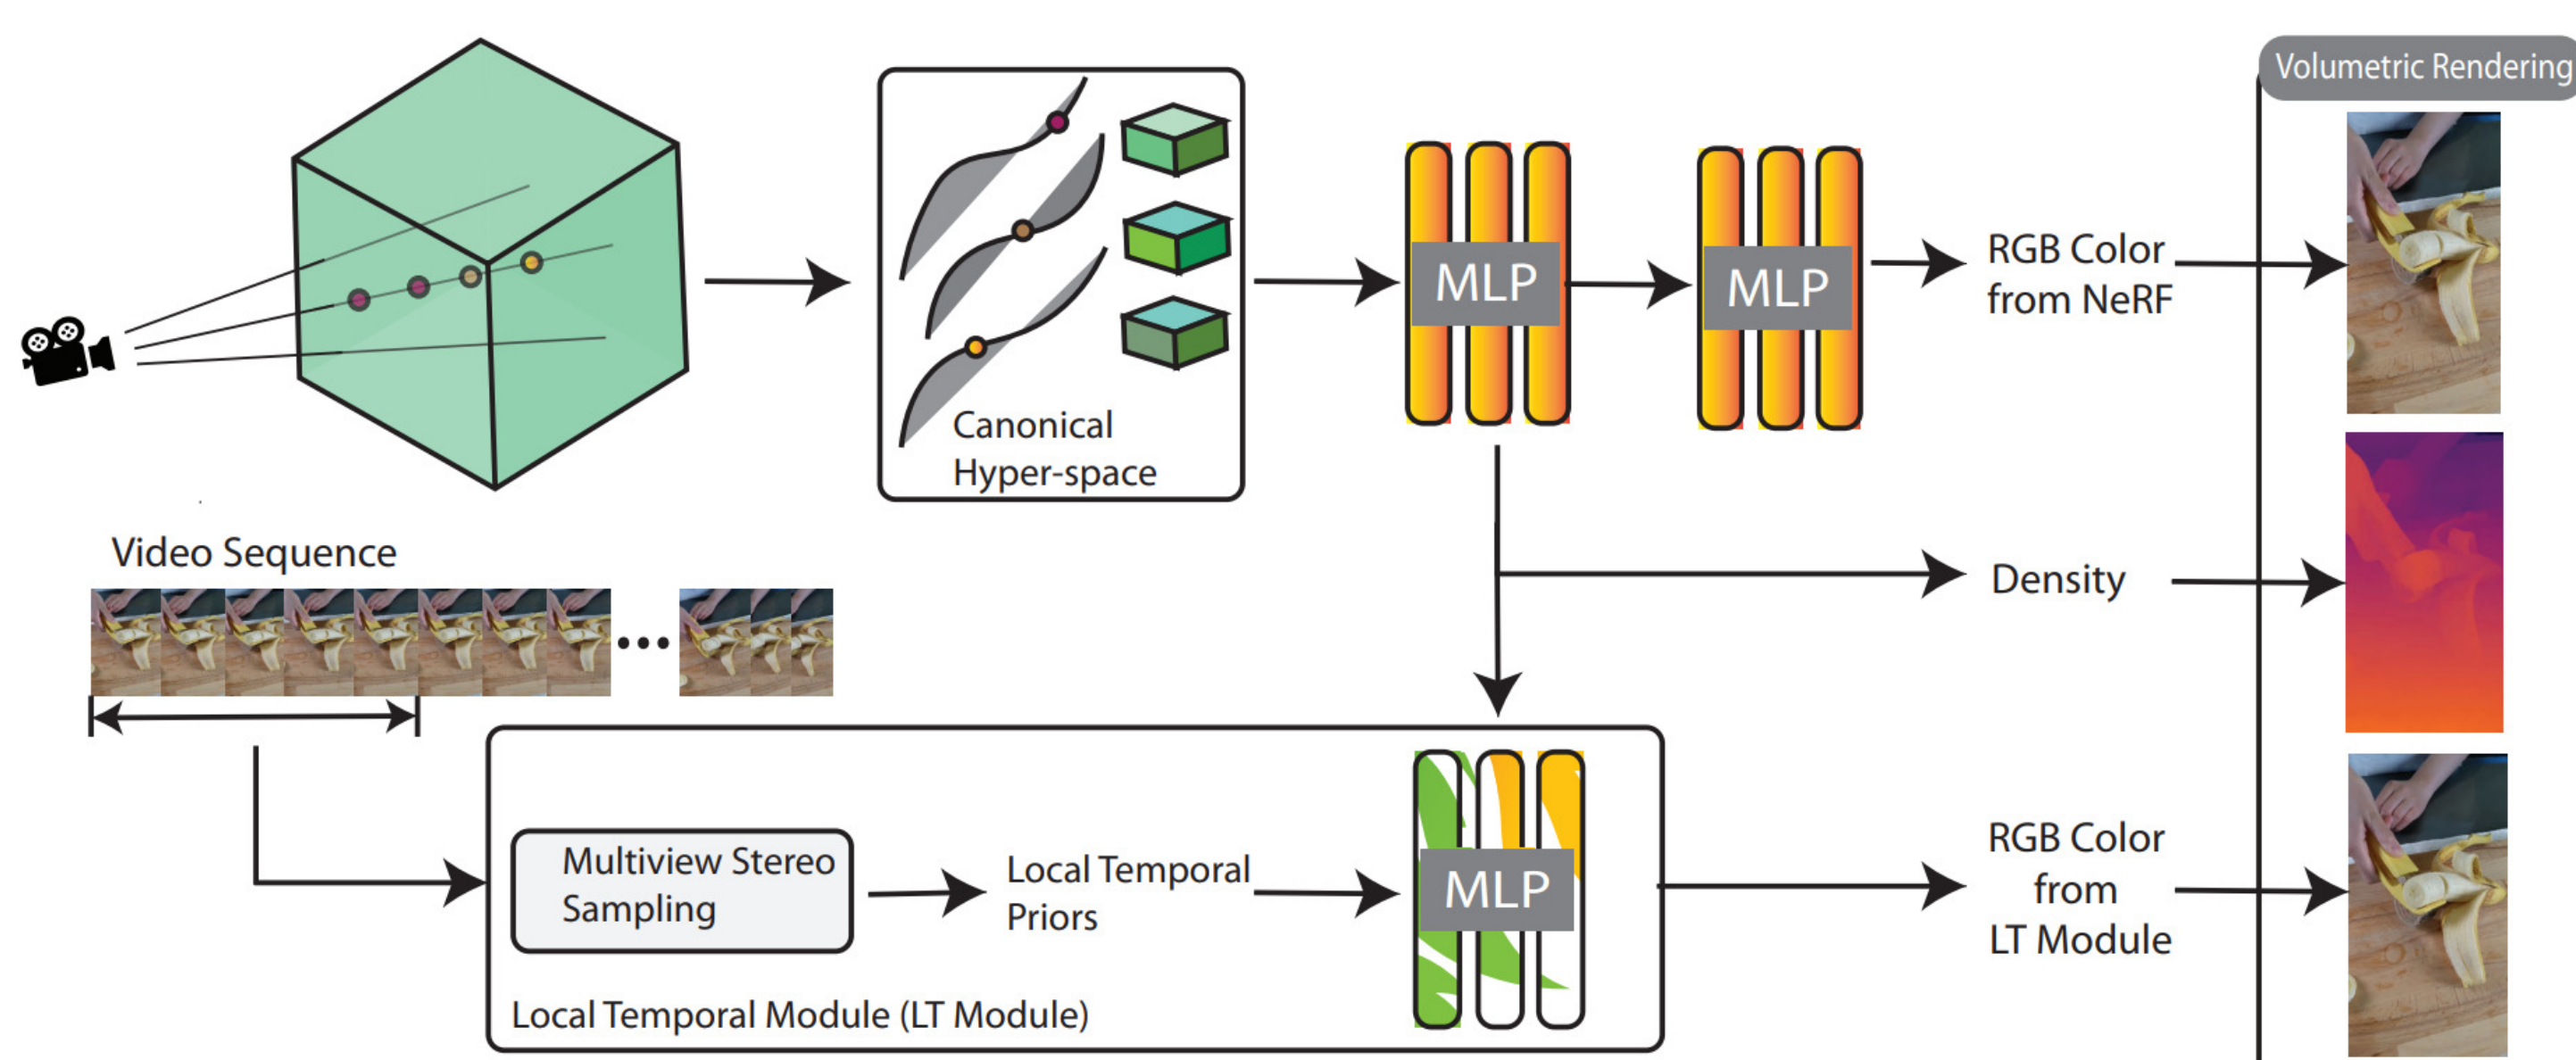 Volumetric Rendering
Canonical
Hyper-space
MLP
MLP
RGB Color
from NeRF
Video Sequence
Density
Multiview Stereo
Sampling
Local Temporal
Priors
MLP
RGB Color
from
LT Module
Local Temporal Module (LT Module)